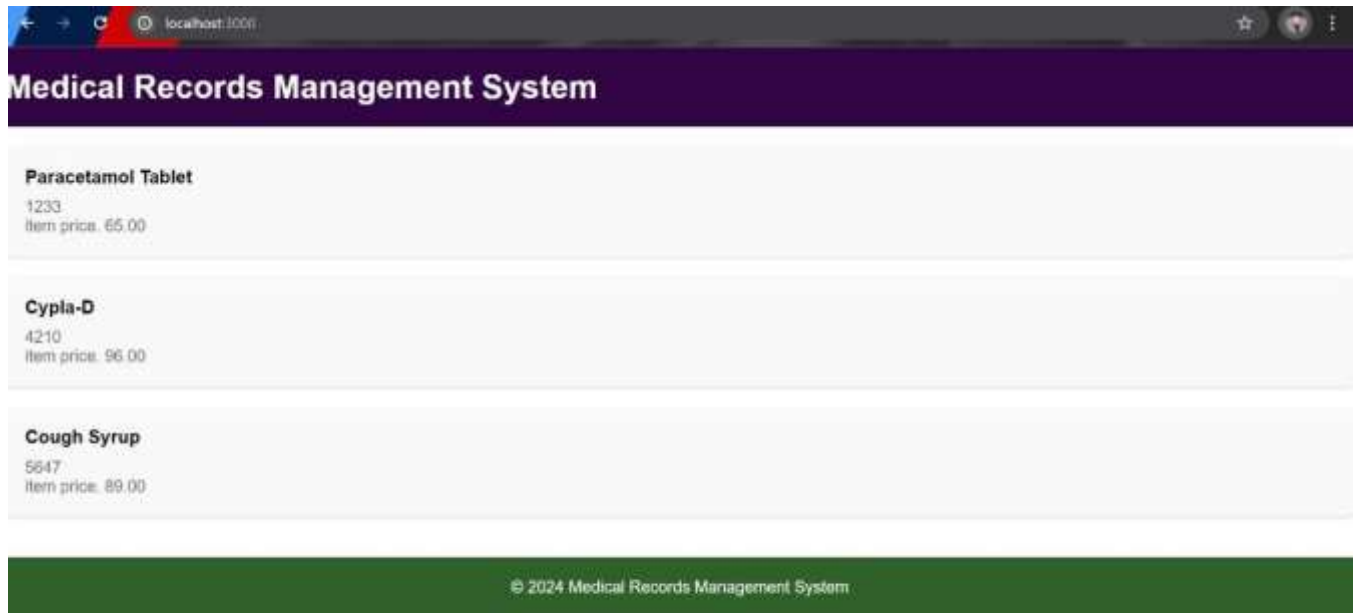 localhost:3000
Medical Records Management System
Paracetamol Tablet
1233
item price. 65.00
Cypla-D
4210
item price. 96.00
Cough Syrup
5647
item price. 89.00
© 2024 Medical Records Management System